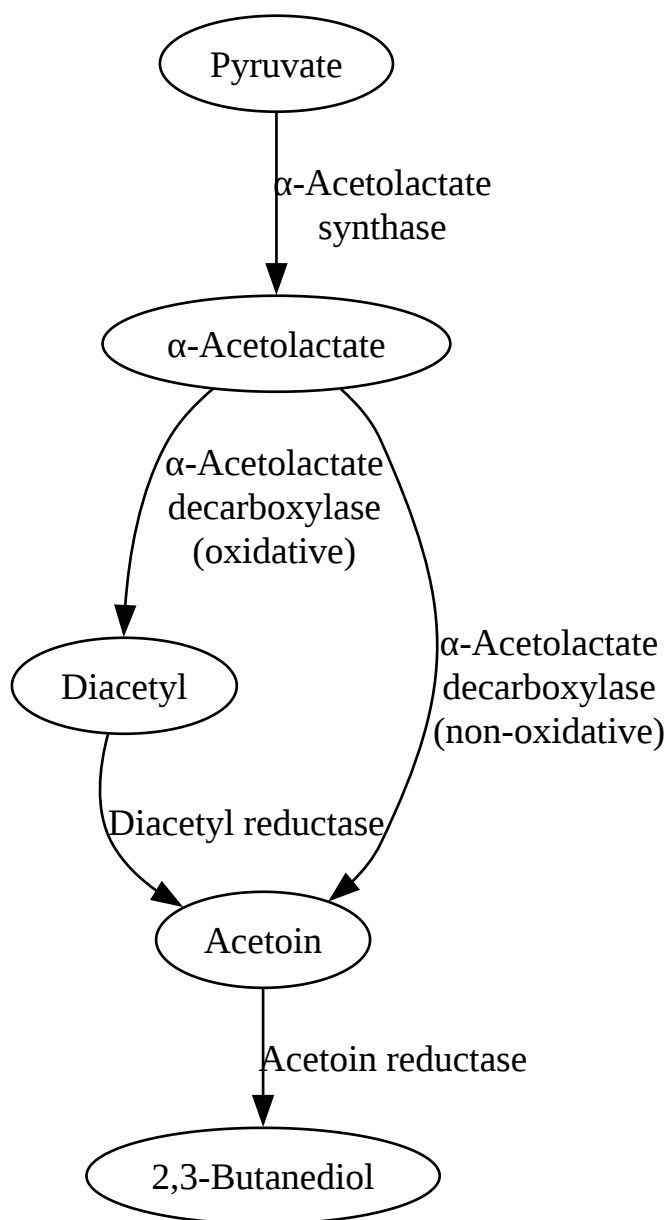 Pyruvate
α-Acetolactate
synthase
α-Acetolactate
α-Acetolactate
decarboxylase
(oxidative)
α-Acetolactate
decarboxylase
(non-oxidative)
Diacetyl
Diacetyl reductase
Acetoin
Acetoin reductase
2,3-Butanediol